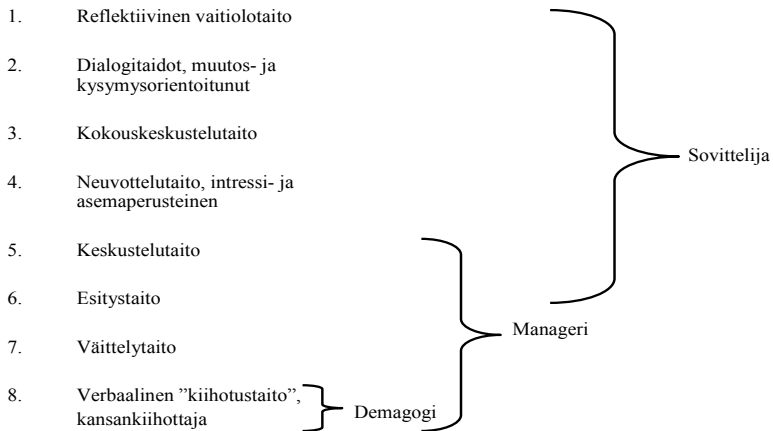 1. Reflektiivinen vaitiolotaito
2. Dialogitaidot, muutos- ja
kysymysorientoitunut
3. Kokouskeskustelutaito
Sovittelija
4. Neuvottelutaito, intressi- ja
asemaperusteinen
5. Keskustelutaito
6. Esitystaito
Manageri
7. Väittelytaito
8. Verbaalinen ”kiihotustaito”,
kansankiihottaja
Demagogi